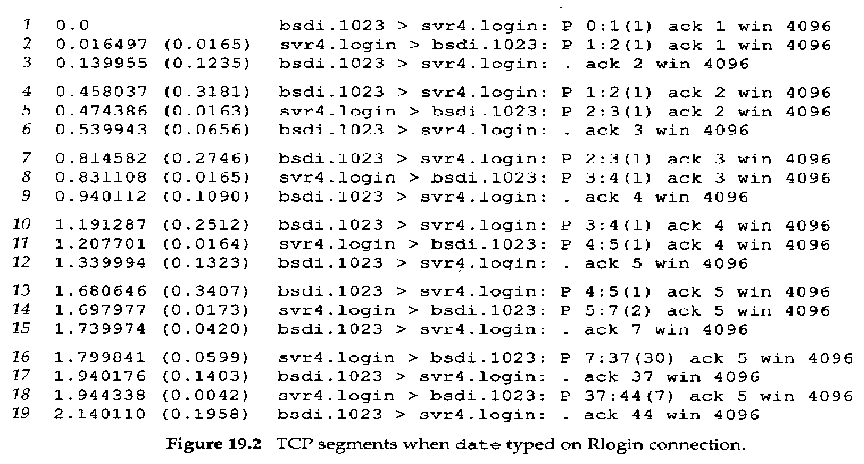 1 0.0 bsdi.1023 > svr4.login: P 0:1(1) ack 1 win 4096
2 0.016497 (0.0165) svr4.login > bsdi.1023: P 1:2(1) ack 1 win 4096
3 0.139955 (0.1235) bsdi.1023 > svr4.login: . ack 2 win 4096
4 0.458037 (0.3181) bsdi.1023 > svr4.login: P 1:2(1) ack 2 win 4096
5 0.474386 (0.0163) svr4.login > bsdi.1023: P 2:3(1) ack 2 win 4096
6 0.539943 (0.0656) bsdi.1023 > svr4.login: . ack 3 win 4096
7 0.814582 (0.2746) bsdi.1023 > svr4.login: P 2:3(1) ack 3 win 4096
8 0.831108 (0.0165) svr4.login > bsdi.1023: P 3:4(1) ack 3 win 4096
9 0.940112 (0.1090) bsdi.1023 > svr4.login: . ack 4 win 4096
10 1.191287 (0.2512) bsdi.1023 > svr4.login: P 3:4(1) ack 4 win 4096
11 1.207701 (0.0164) svr4.login > bsdi.1023: P 4:5(1) ack 4 win 4096
12 1.339994 (0.1323) bsdi.1023 > svr4.login: . ack 5 win 4096
13 1.680646 (0.3407) bsdi.1023 > svr4.login: P 4:5(1) ack 5 win 4096
14 1.697977 (0.0173) svr4.login > bsdi.1023: P 5:7(2) ack 5 win 4096
15 1.739974 (0.0420) bsdi.1023 > svr4.login: . ack 7 win 4096
16 1.799841 (0.0599) svr4.login > bsdi.1023: P 7:37(30) ack 5 win 4096
17 1.940176 (0.1403) bsdi.1023 > svr4.login: . ack 37 win 4096
18 1.944338 (0.0042) svr4.login > bsdi.1023: P 37:44(7) ack 5 win 4096
19 2.140110 (0.1958) bsdi.1023 > svr4.login: . ack 44 win 4096
Figure 19.2 TCP segments when date typed on Rlogin connection.